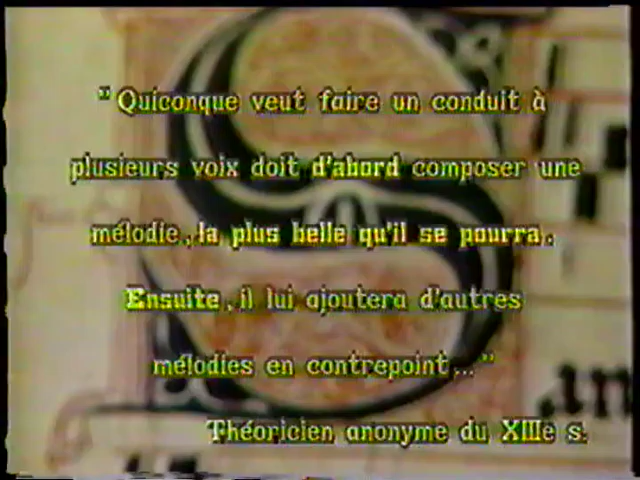 "Quiconque veut faire un conduit à
plusieurs voix doit d'abord composer une
mélodie, la plus belle qu'il se pourra.
Ensuite, il lui ajoutera d'autres
mélodies en contrepoint..."
an
Théoricien anonyme du XIIIe s.